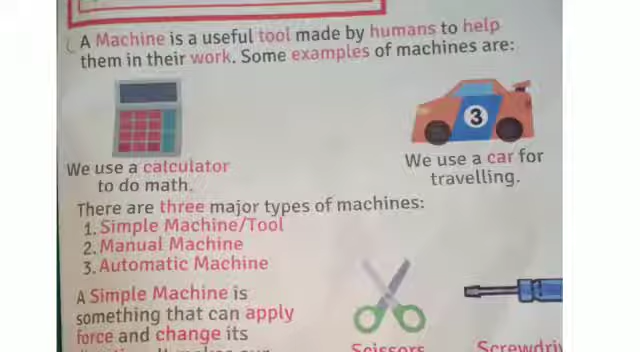 A Machine is a useful tool made by humans to help
them in their work. Some examples of machines are:
3
We use a calculator
to do math.
We use a car for
travelling.
There are three major types of machines:
1. Simple Machine/Tool
2. Manual Machine
3. Automatic Machine
A Simple Machine is
something that can apply
force and change its
Scissors